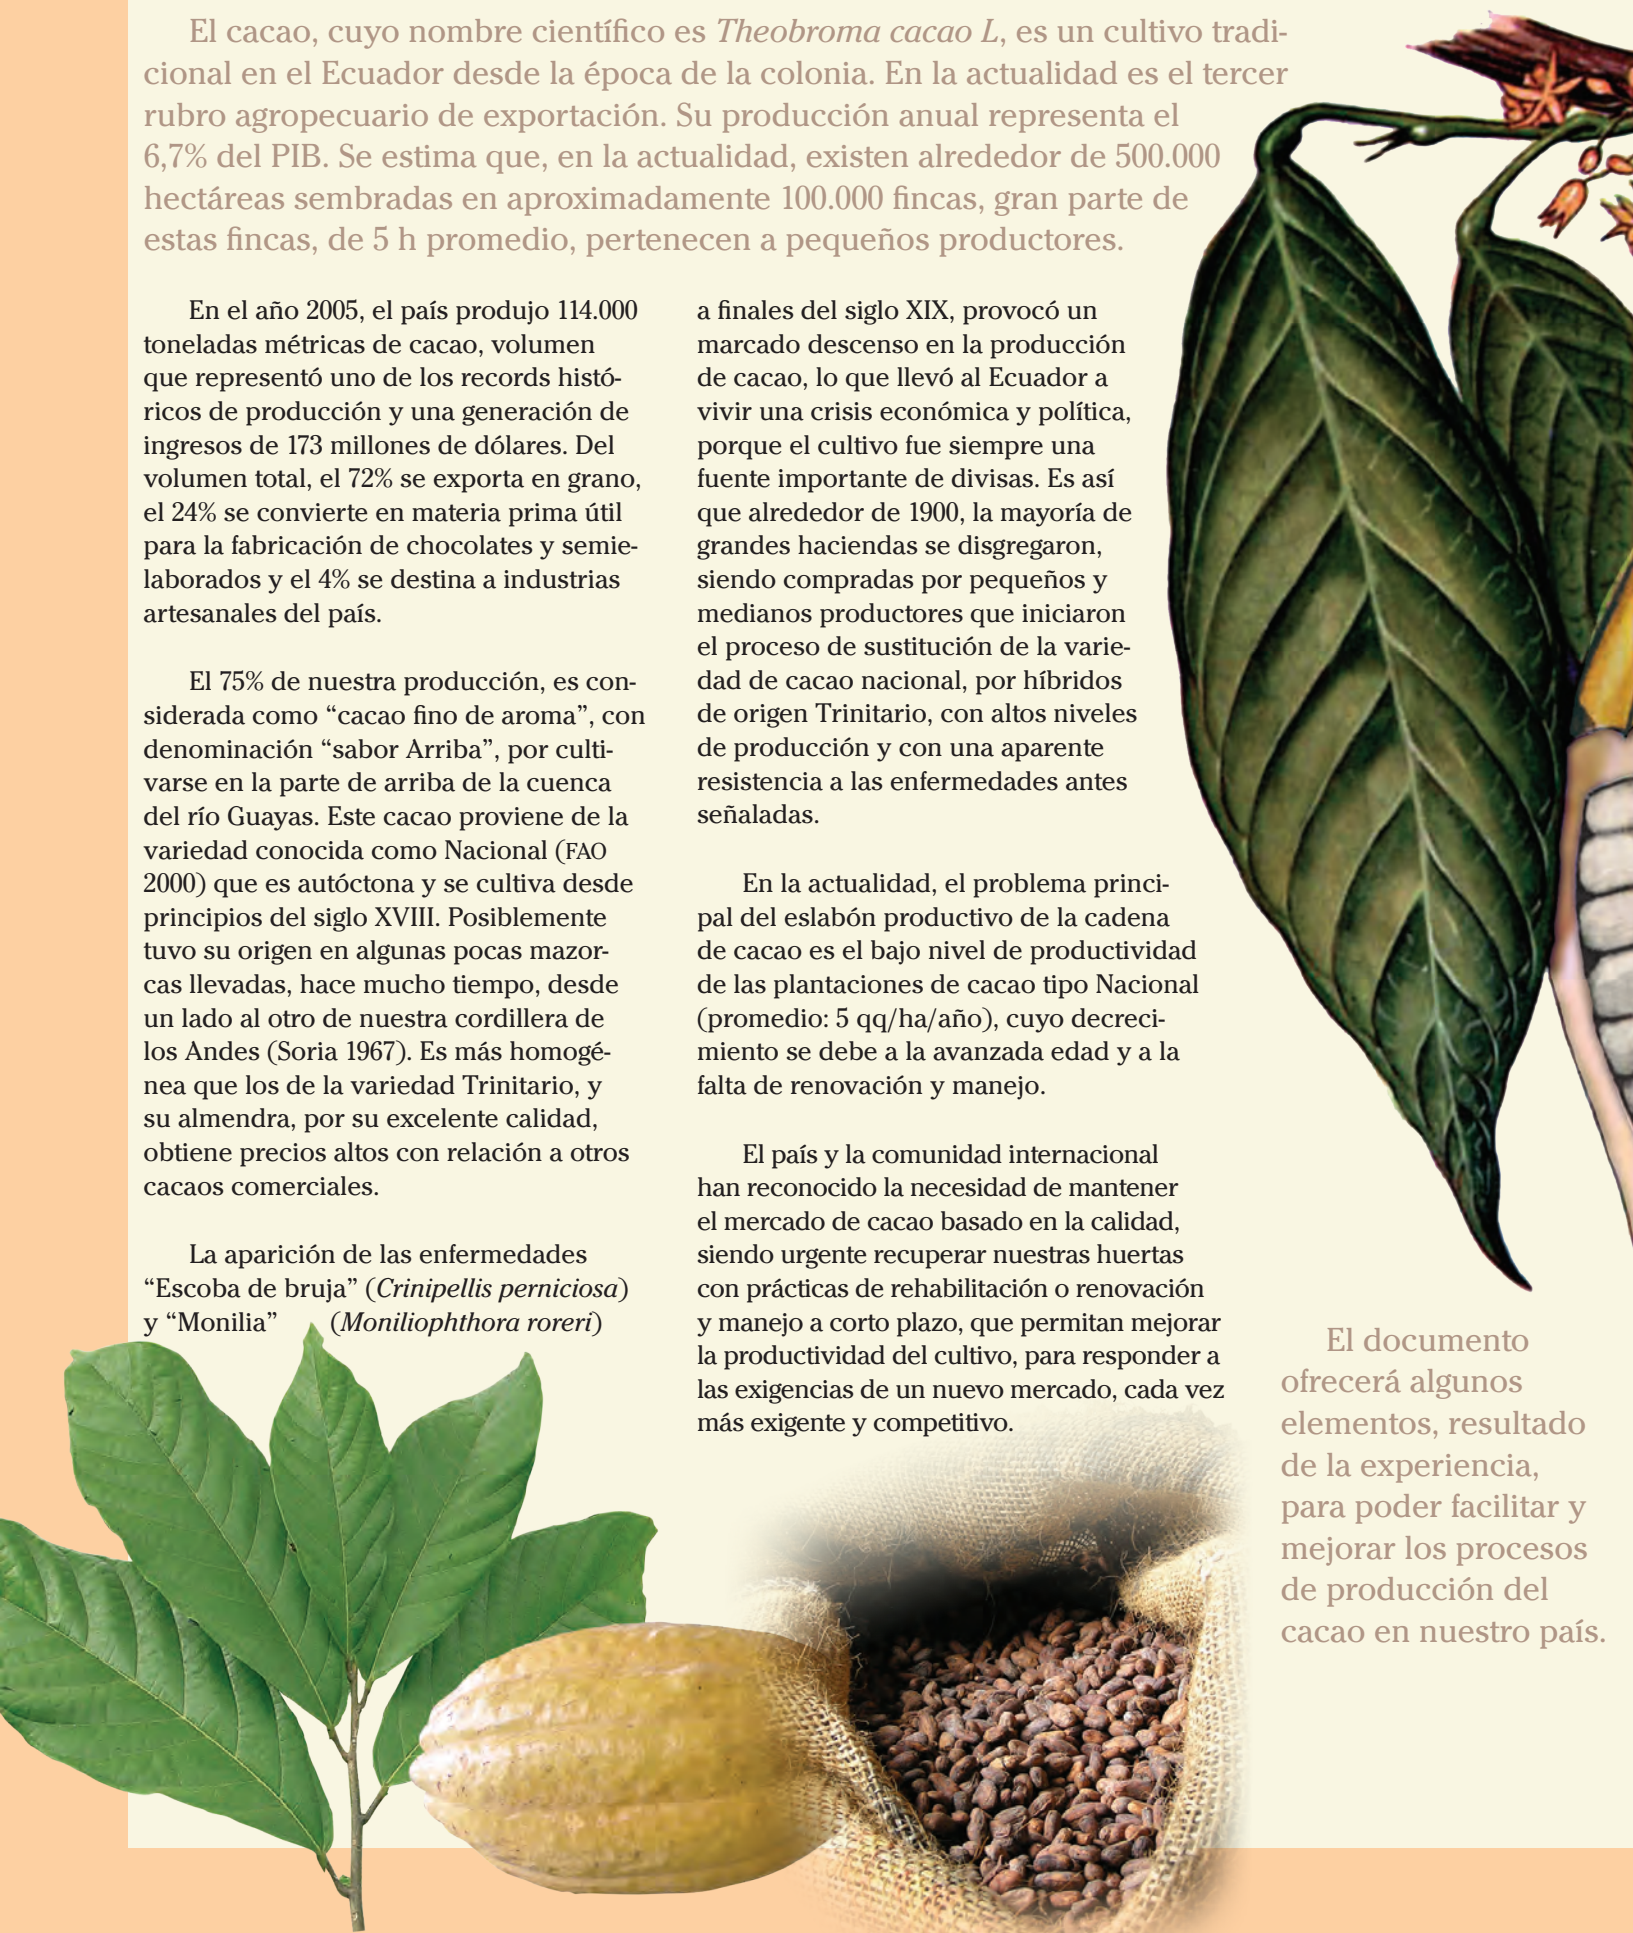 El cacao, cuyo nombre científico es Theobroma cacao L, es un cultivo tradi-
cional en el Ecuador desde la época de la colonia. En la actualidad es el tercer
rubro agropecuario de exportación. Su producción anual representa el
6,7% del PIB. Se estima que, en la actualidad, existen alrededor de 500.000
hectáreas sembradas en aproximadamente 100.000 fincas, gran parte de
estas fincas, de 5 h promedio, pertenecen a pequeños productores.
En el año 2005, el país produjo 114.000
toneladas métricas de cacao, volumen
que representó uno de los records histó-
ricos de producción y una generación de
ingresos de 173 millones de dólares. Del
volumen total, el 72% se exporta en grano,
el 24% se convierte en materia prima útil
para la fabricación de chocolates y semie-
laborados y el 4% se destina a industrias
artesanales del país.
El 75% de nuestra producción, es con-
siderada como “cacao fino de aroma”, con
denominación “sabor Arriba”, por culti-
varse en la parte de arriba de la cuenca
del río Guayas. Este cacao proviene de la
variedad conocida como Nacional (FAO
2000) que es autóctona y se cultiva desde
principios del siglo XVIII. Posiblemente
tuvo su origen en algunas pocas mazor-
cas llevadas, hace mucho tiempo, desde
un lado al otro de nuestra cordillera de
los Andes (Soria 1967). Es más homogé-
nea que los de la variedad Trinitario, y
su almendra, por su excelente calidad,
obtiene precios altos con relación a otros
cacaos comerciales.
La aparición de las enfermedades
“Escoba de bruja” (Crinipellis perniciosa)
y “Monilia” (Moniliophthora roreri)
a finales del siglo XIX, provocó un
marcado descenso en la producción
de cacao, lo que llevó al Ecuador a
vivir una crisis económica y política,
porque el cultivo fue siempre una
fuente importante de divisas. Es así
que alrededor de 1900, la mayoría de
grandes haciendas se disgregaron,
siendo compradas por pequeños y
medianos productores que iniciaron
el proceso de sustitución de la varie-
dad de cacao nacional, por híbridos
de origen Trinitario, con altos niveles
de producción y con una aparente
resistencia a las enfermedades antes
señaladas.
En la actualidad, el problema princi-
pal del eslabón productivo de la cadena
de cacao es el bajo nivel de productividad
de las plantaciones de cacao tipo Nacional
(promedio: 5 qq/ha/año), cuyo decreci-
miento se debe a la avanzada edad y a la
falta de renovación y manejo.
El país y la comunidad internacional
han reconocido la necesidad de mantener
el mercado de cacao basado en la calidad,
siendo urgente recuperar nuestras huertas
con prácticas de rehabilitación o renovación
y manejo a corto plazo, que permitan mejorar
la productividad del cultivo, para responder a
las exigencias de un nuevo mercado, cada vez
más exigente y competitivo.
El documento
ofrecerá algunos
elementos, resultado
de la experiencia,
para poder facilitar y
mejorar los procesos
de producción del
cacao en nuestro país.